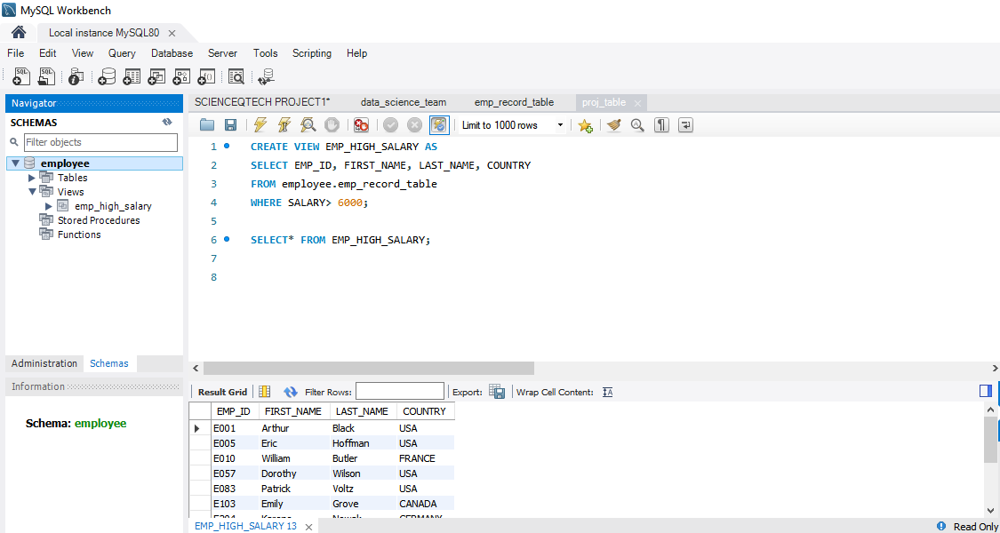 MySQL Workbench
Local instance MySQL80
File Edit View Query Database Server Tools Scripting Help
Navigator
SCHEMAS
Filter objects
employee
Tables
Views
emp_high_salary
Stored Procedures
Functions
Administration Schemas
Information
Schema: employee
SCIENCEQTECH PROJECT1* data_science_team emp_record_table proj_table
Limit to 1000 rows
1 CREATE VIEW EMP_HIGH_SALARY AS
2 SELECT EMP_ID, FIRST_NAME, LAST_NAME, COUNTRY
3 FROM employee.emp_record_table
4 WHERE SALARY> 6000;
5
6 SELECT* FROM EMP_HIGH_SALARY;
7
8
Result Grid Filter Rows: Export: Wrap Cell Content:
EMP_ID FIRST_NAME LAST_NAME COUNTRY
E001 Arthur Black USA
E005 Eric Hoffman USA
E010 William Butler FRANCE
E057 Dorothy Wilson USA
E083 Patrick Voltz USA
E103 Emily Grove CANADA
EMP_HIGH_SALARY 13
Read Only